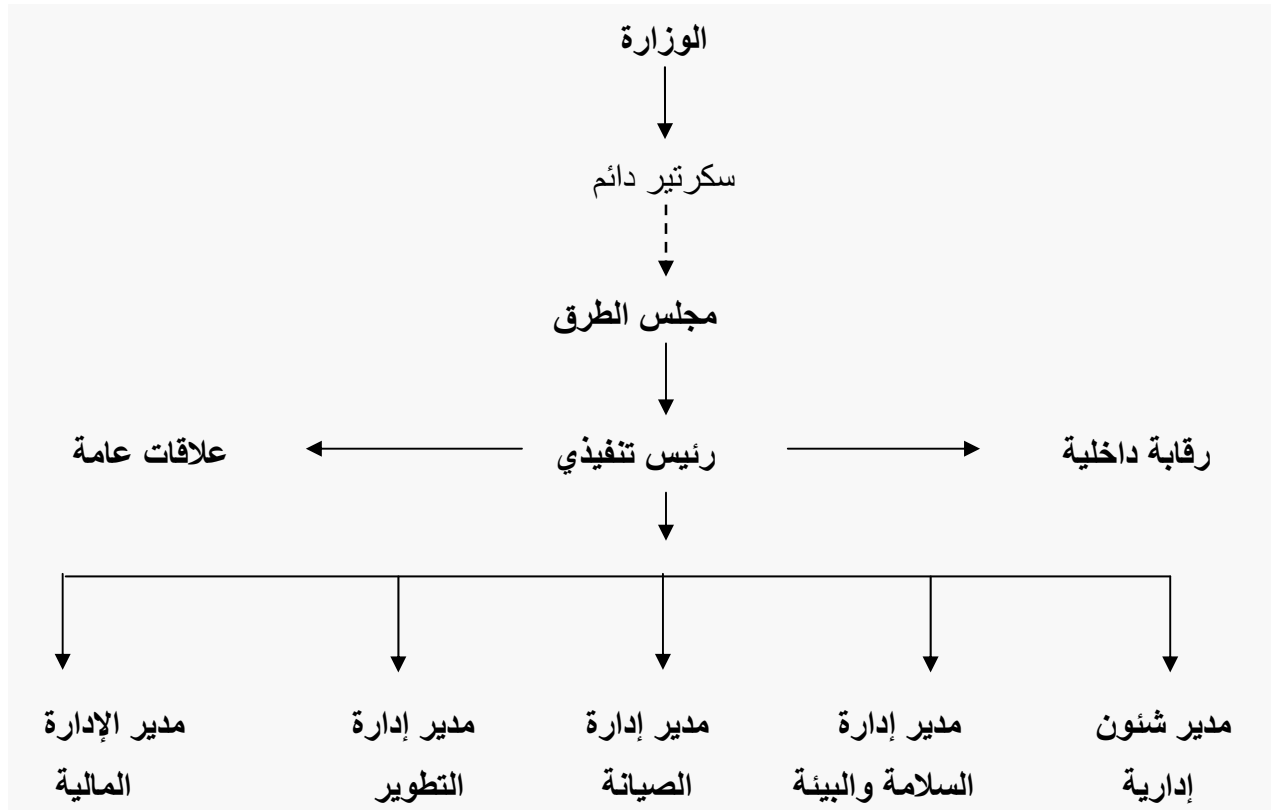 الوزارة
سكرتير دائم
مجلس الطرق
رقابة داخلية
رئيس تنفيذي
علاقات عامة
مدير شئون
إدارية
مدير إدارة
السلامة والبيئة
مدير إدارة
الصيانة
مدير إدارة
التطوير
مدير الإدارة
المالية